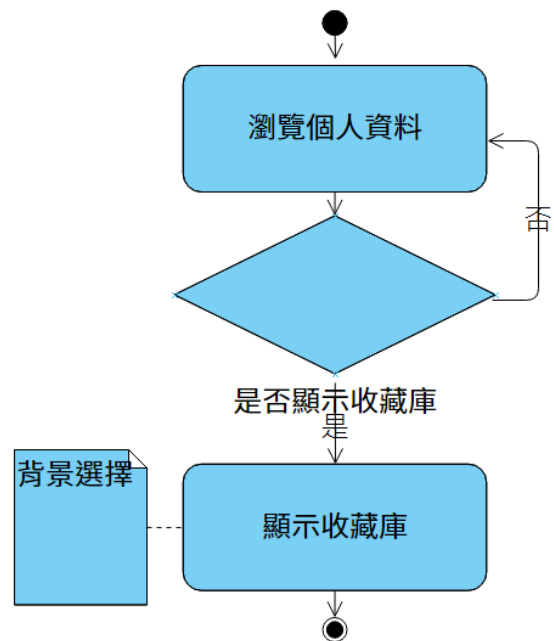 瀏覽個人資料
否
是否顯示收藏庫
是
背景選擇
顯示收藏庫